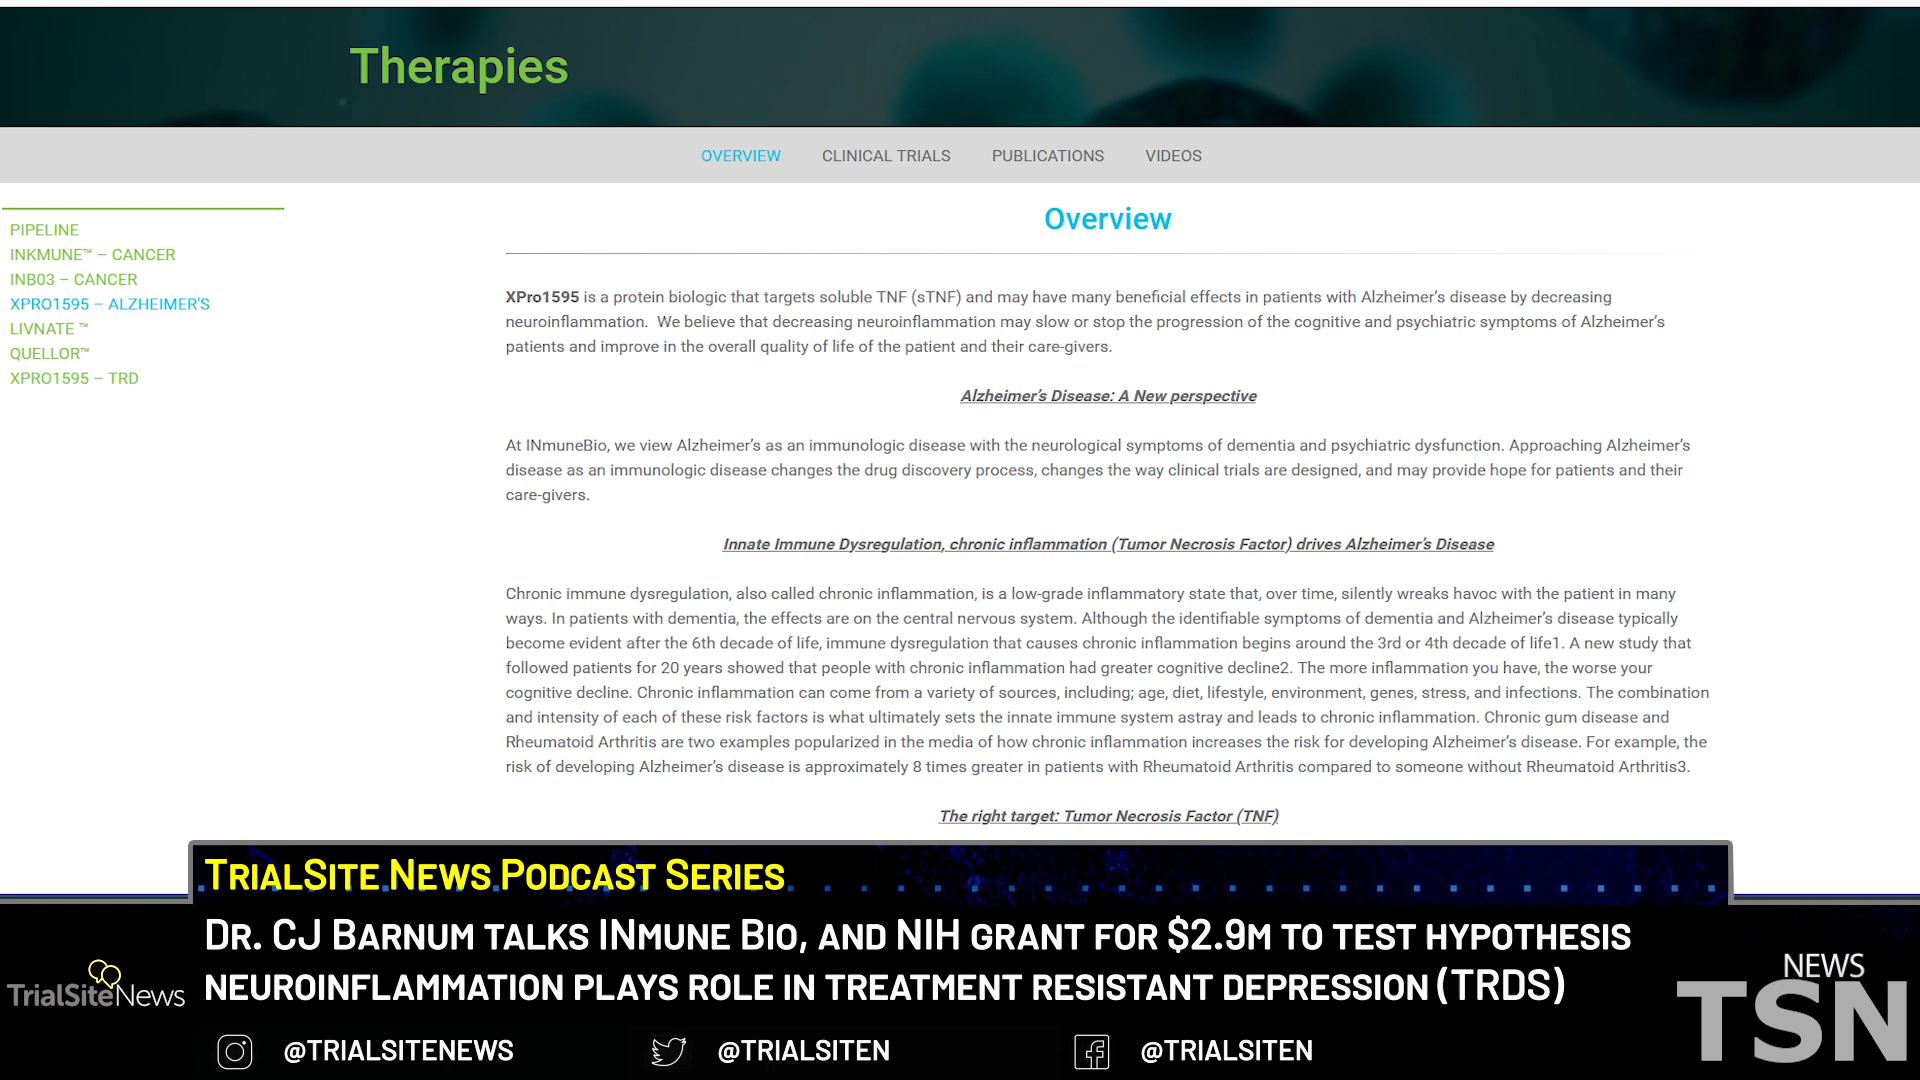 Therapies
OVERVIEW CLINICAL TRIALS PUBLICATIONS VIDEOS
PIPELINE
INKMUNE™ – CANCER
INB03 – CANCER
XPRO1595 – ALZHEIMER'S
LIVNATE ™
QUELLOR™
XPRO1595 – TRD
Overview
XPro1595 is a protein biologic that targets soluble TNF (sTNF) and may have many beneficial effects in patients with Alzheimer's disease by decreasing
neuroinflammation. We believe that decreasing neuroinflammation may slow or stop the progression of the cognitive and psychiatric symptoms of Alzheimer's
patients and improve in the overall quality of life of the patient and their care-givers.
Alzheimer's Disease: A New perspective
At INmuneBio, we view Alzheimer's as an immunologic disease with the neurological symptoms of dementia and psychiatric dysfunction. Approaching Alzheimer's
disease as an immunologic disease changes the drug discovery process, changes the way clinical trials are designed, and may provide hope for patients and their
care-givers.
Innate Immune Dysregulation, chronic inflammation (Tumor Necrosis Factor) drives Alzheimer's Disease
Chronic immune dysregulation, also called chronic inflammation, is a low-grade inflammatory state that, over time, silently wreaks havoc with the patient in many
ways. In patients with dementia, the effects are on the central nervous system. Although the identifiable symptoms of dementia and Alzheimer's disease typically
become evident after the 6th decade of life, immune dysregulation that causes chronic inflammation begins around the 3rd or 4th decade of life1. A new study that
followed patients for 20 years showed that people with chronic inflammation had greater cognitive decline2. The more inflammation you have, the worse your
cognitive decline. Chronic inflammation can come from a variety of sources, including; age, diet, lifestyle, environment, genes, stress, and infections. The combination
and intensity of each of these risk factors is what ultimately sets the innate immune system astray and leads to chronic inflammation. Chronic gum disease and
Rheumatoid Arthritis are two examples popularized in the media of how chronic inflammation increases the risk for developing Alzheimer's disease. For example, the
risk of developing Alzheimer's disease is approximately 8 times greater in patients with Rheumatoid Arthritis compared to someone without Rheumatoid Arthritis3.
The right target: Tumor Necrosis Factor (TNF)
TrialSite News Podcast Series
Dr. CJ Barnum talks INmune Bio, and NIH grant for $2.9m to test hypothesis
neuroinflammation plays role in treatment resistant depression (TRDS)
TrialSiteNews
@TRIALSITENEWS @TRIALSITEN @TRIALSITEN
NEWS
TSN